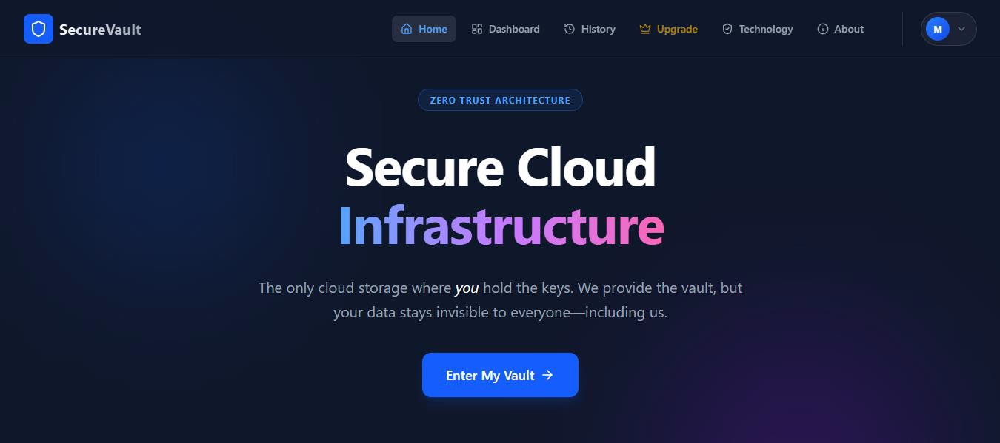 SecureVault
Home Dashboard History Upgrade Technology About M
ZERO TRUST ARCHITECTURE
Secure Cloud
Infrastructure
The only cloud storage where you hold the keys. We provide the vault, but
your data stays invisible to everyone—including us.
Enter My Vault →